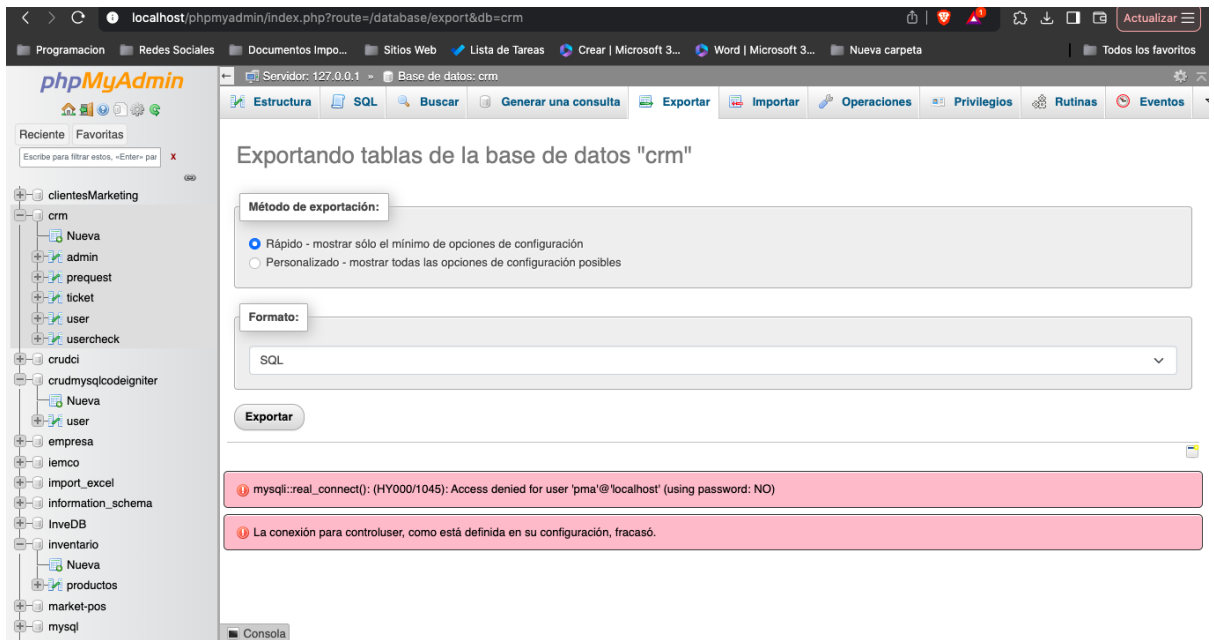 localhost/phpmyadmin/index.php?route=/database/export&db=crm
1
Actualizar
Programacion Redes Sociales Documentos Impo... Sitios Web Lista de Tareas Crear | Microsoft 3... Word | Microsoft 3... Nueva carpeta Todos los favoritos
phpMyAdmin
Reciente Favoritas
Escribe para filtrar estos, «Enter» par X
clientesMarketing
crm
Nueva
admin
prequest
ticket
user
usercheck
crudci
crudmysqlcodeigniter
Nueva
user
empresa
iemco
import_excel
information_schema
InveDB
inventario
Nueva
productos
market-pos
mysql
Servidor: 127.0.0.1 » Base de datos: crm
Estructura SQL Buscar Generar una consulta Exportar Importar Operaciones Privilegios Rutinas Eventos
Exportando tablas de la base de datos "crm"
Método de exportación:
Rápido - mostrar sólo el mínimo de opciones de configuración
Personalizado - mostrar todas las opciones de configuración posibles
Formato:
SQL
Exportar
mysqli::real_connect(): (HY000/1045): Access denied for user 'pma'@'localhost' (using password: NO)
La conexión para controluser, como está definida en su configuración, fracasó.
Consola